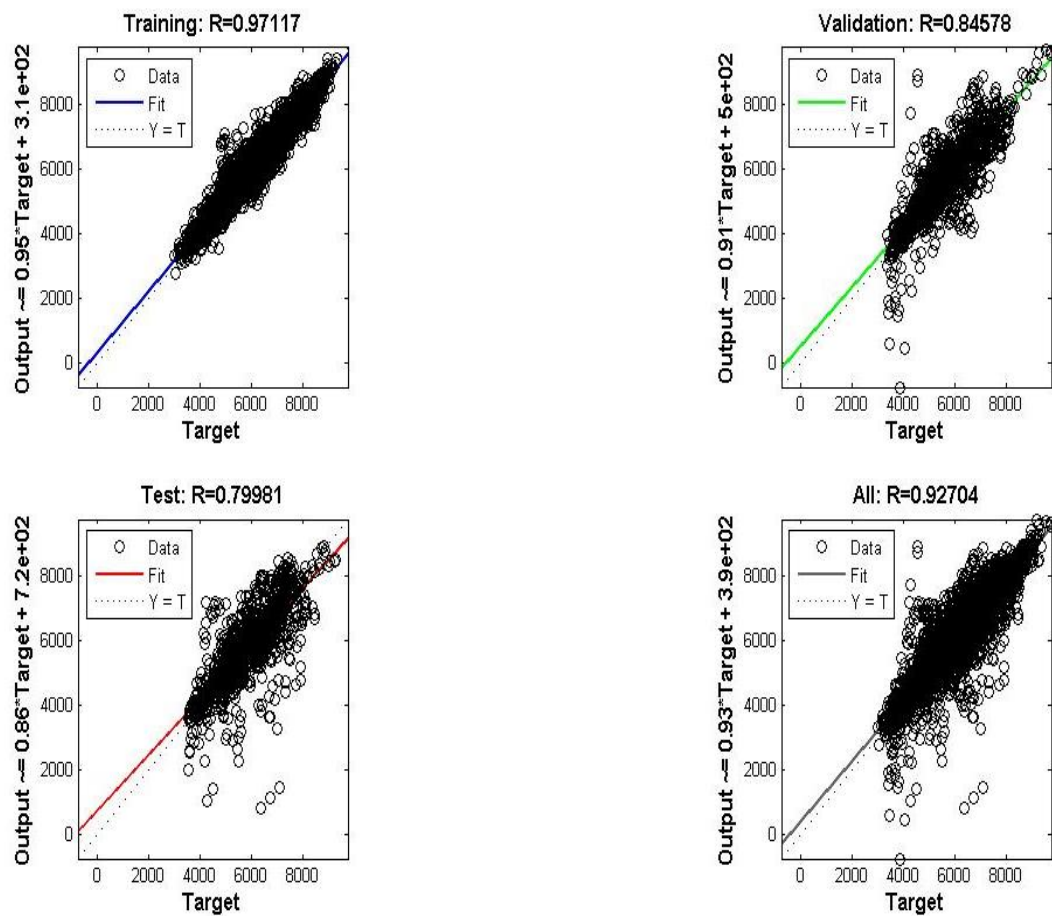 Training: R=0.97117
Output ~= 0.95*Target + 3.1e+02
Data
Fit
Y = T
8000
6000
4000
2000
0
0 2000 4000 6000 8000
Target
Validation: R=0.84578
Output ~= 0.91*Target + 5e+02
Data
Fit
Y = T
8000
6000
4000
2000
0
0 2000 4000 6000 8000
Target
Test: R=0.79981
Output ~= 0.86*Target + 7.2e+02
Data
Fit
Y = T
8000
6000
4000
2000
0
0 2000 4000 6000 8000
Target
All: R=0.92704
Output ~= 0.93*Target + 3.9e+02
Data
Fit
Y = T
8000
6000
4000
2000
0
0 2000 4000 6000 8000
Target